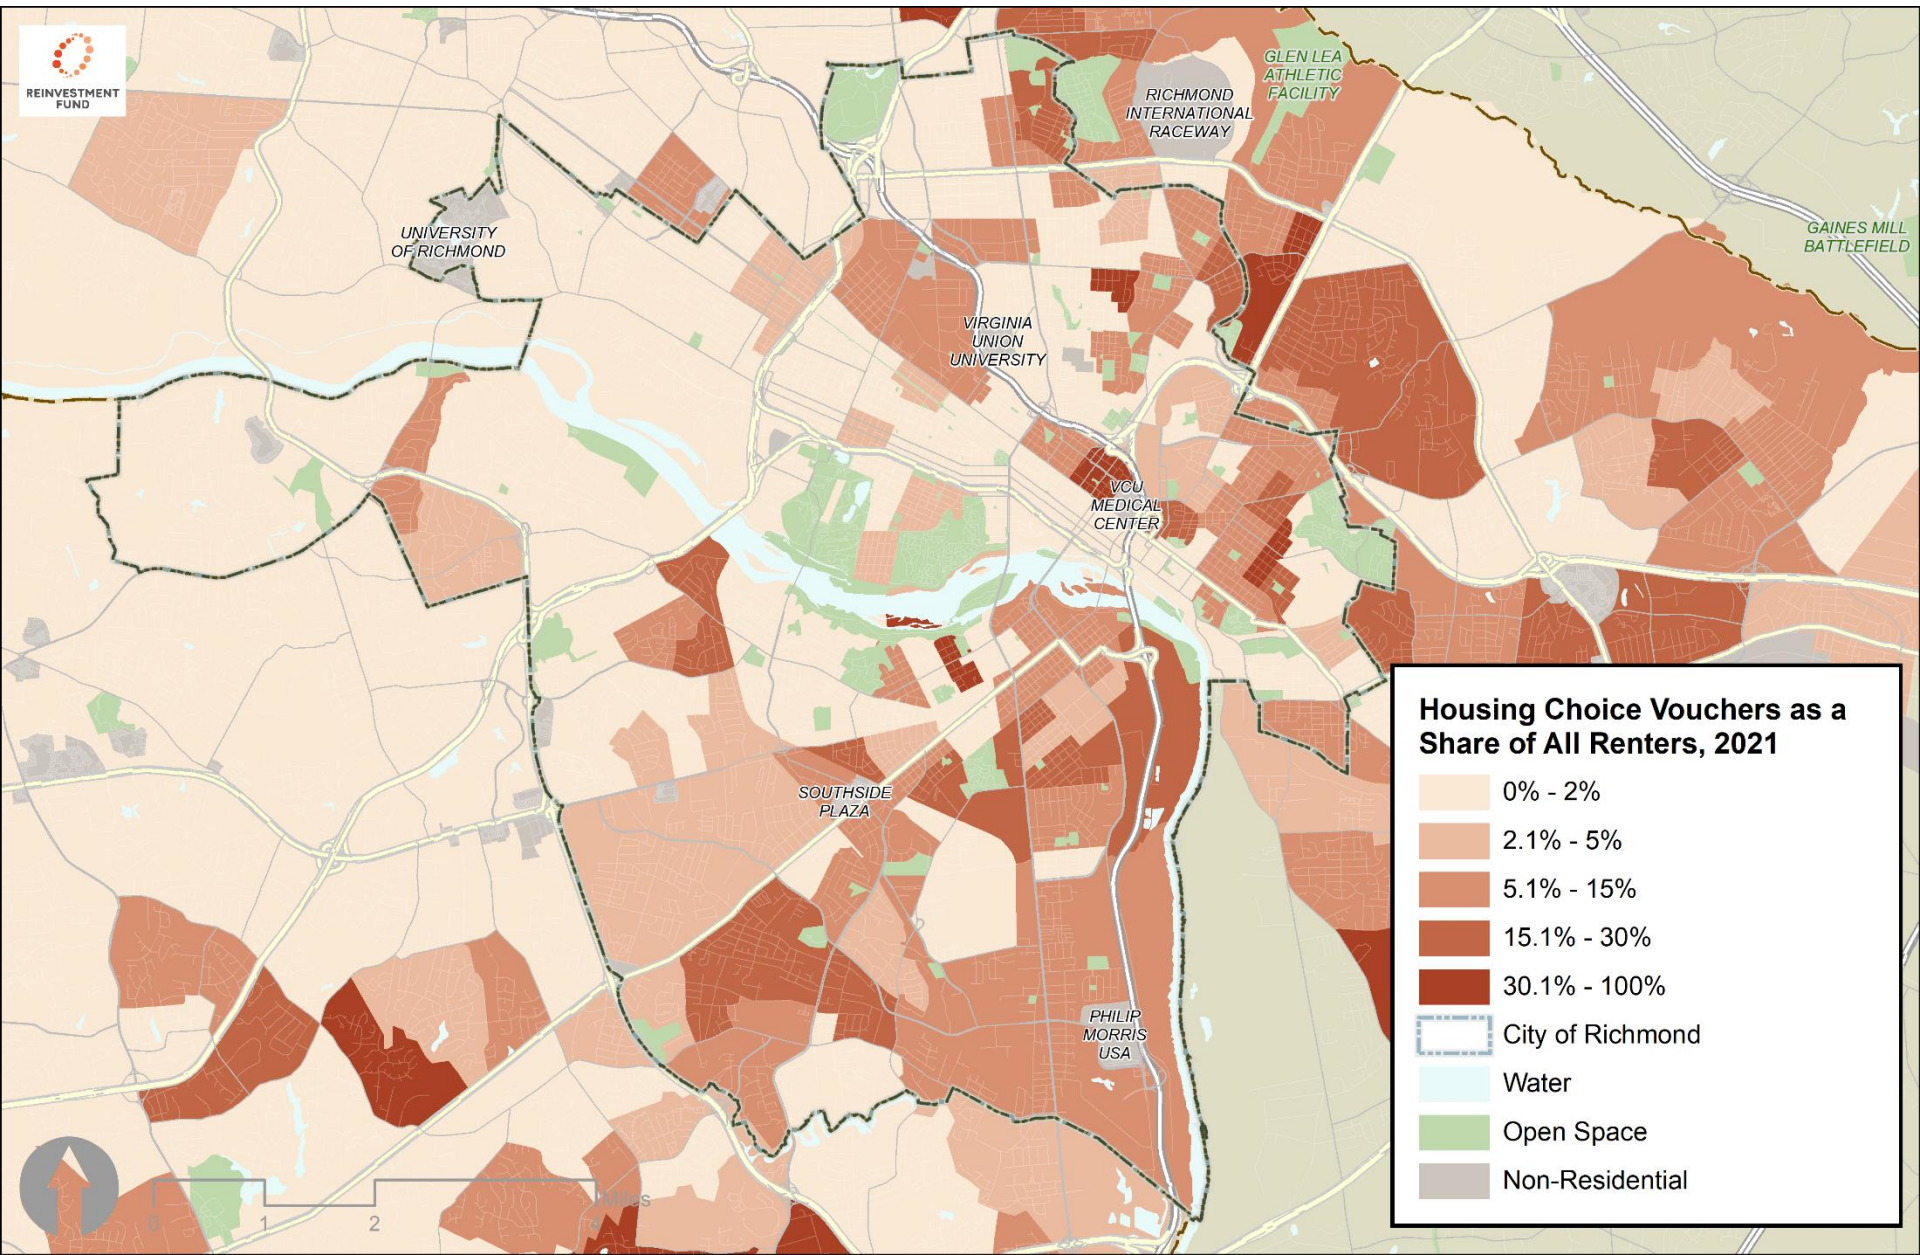 REINVESTMENT
FUND
GLEN LEA
ATHLETIC
FACILITY
RICHMOND
INTERNATIONAL
RACEWAY
UNIVERSITY
OF RICHMOND
GAINES MILL
BATTLEFIELD
VIRGINIA
UNION
UNIVERSITY
VCU
MEDICAL
CENTER
SOUTHSIDE
PLAZA
PHILIP
MORRIS
USA
Housing Choice Vouchers as a
Share of All Renters, 2021
0% - 2%
2.1% - 5%
5.1% - 15%
15.1% - 30%
30.1% - 100%
City of Richmond
Water
Open Space
Non-Residential
Miles
0 1 2 4